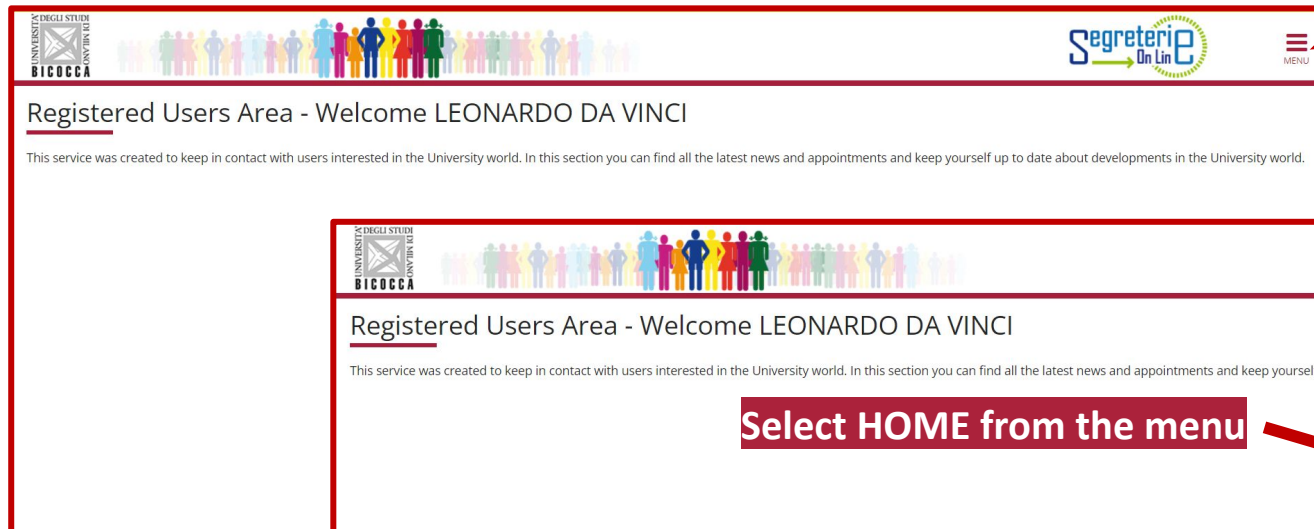 UNIVERSITÀ DEGLI STUDI DI MILANO
BICOCCA
Segreterie
On Line
MENU
Registered Users Area - Welcome LEONARDO DA VINCI
This service was created to keep in contact with users interested in the University world. In this section you can find all the latest news and appointments and keep yourself up to date about developments in the University world.
UNIVERSITÀ DEGLI STUDI DI MILANO
BICOCCA
Registered Users Area - Welcome LEONARDO DA VINCI
This service was created to keep in contact with users interested in the University world. In this section you can find all the latest news and appointments and keep yoursel
Select HOME from the menu